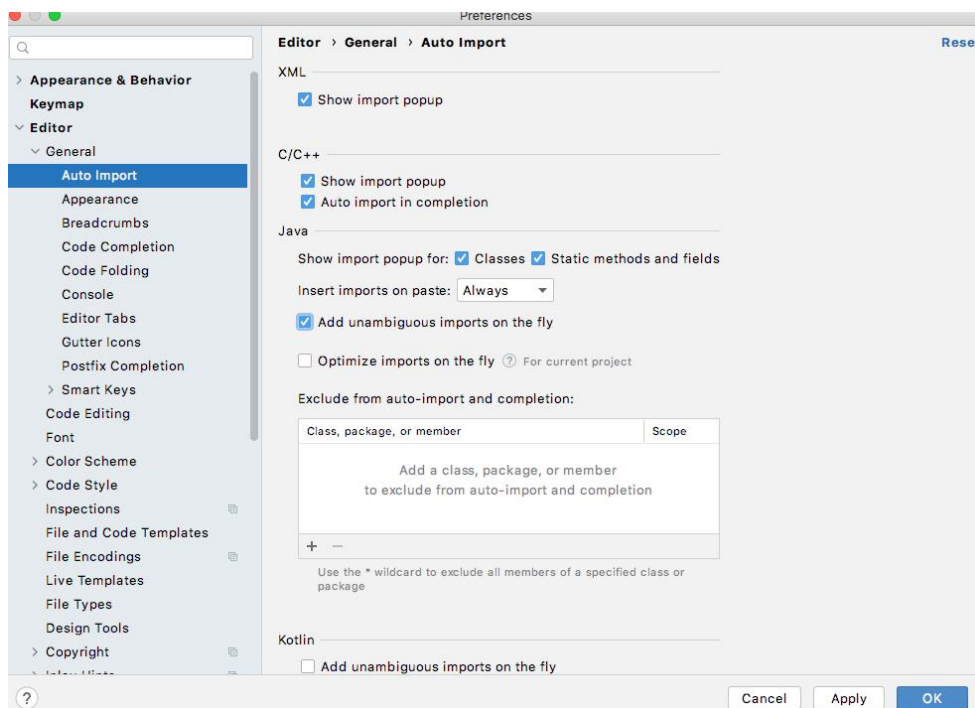 Preferences
Editor › General › Auto Import
Rese
Appearance & Behavior
Keymap
Editor
General
Auto Import
Appearance
Breadcrumbs
Code Completion
Code Folding
Console
Editor Tabs
Gutter Icons
Postfix Completion
Smart Keys
Code Editing
Font
Color Scheme
Code Style
Inspections
File and Code Templates
File Encodings
Live Templates
File Types
Design Tools
Copyright
XML
Show import popup
C/C++
Show import popup
Auto import in completion
Java
Show import popup for: Classes Static methods and fields
Insert imports on paste: Always
Add unambiguous imports on the fly
Optimize imports on the fly ? For current project
Exclude from auto-import and completion:
Class, package, or member Scope
Add a class, package, or member
to exclude from auto-import and completion
+ −
Use the * wildcard to exclude all members of a specified class or
package
Kotlin
Add unambiguous imports on the fly
? Cancel Apply OK